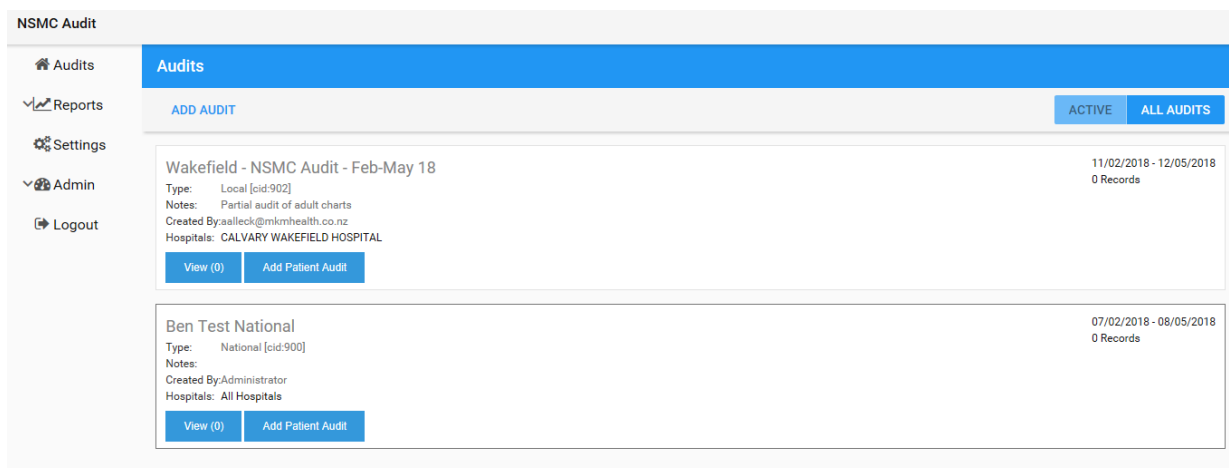 NSMC Audit
Audits
Reports
Settings
Admin
Logout
Audits
ADD AUDIT
ACTIVE
ALL AUDITS
Wakefield - NSMC Audit - Feb-May 18
11/02/2018 - 12/05/2018
0 Records
Type: Local [cid:902]
Notes: Partial audit of adult charts
Created By:aalleck@mkmhealth.co.nz
Hospitals: CALVARY WAKEFIELD HOSPITAL
View (0)
Add Patient Audit
Ben Test National
07/02/2018 - 08/05/2018
0 Records
Type: National [cid:900]
Notes:
Created By:Administrator
Hospitals: All Hospitals
View (0)
Add Patient Audit